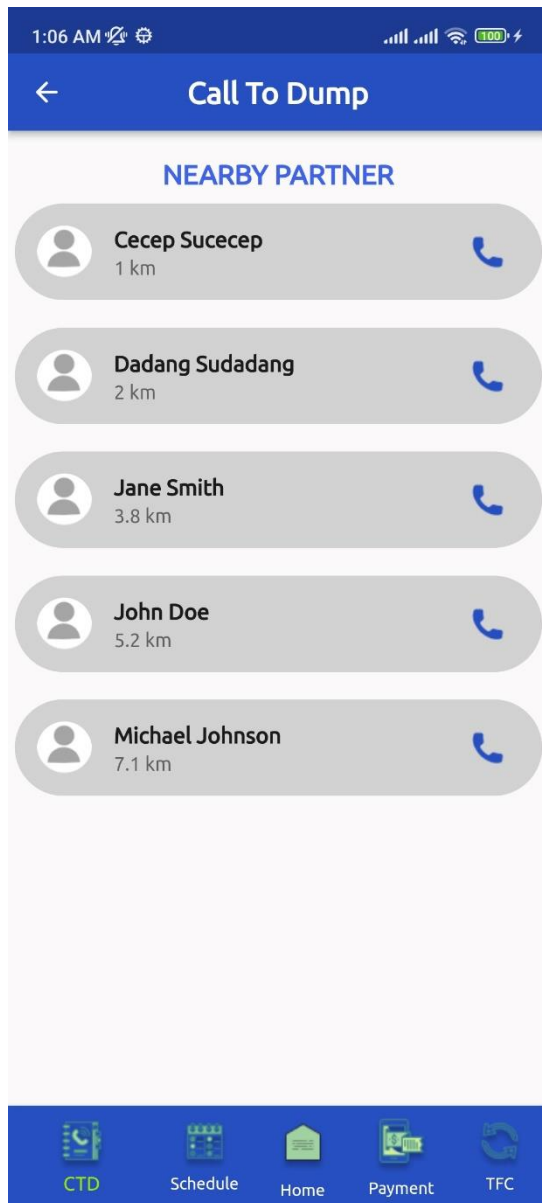 1:06 AM
100
Call To Dump
NEARBY PARTNER
Cecep Sucecep
1 km
Dadang Sudadang
2 km
Jane Smith
3.8 km
John Doe
5.2 km
Michael Johnson
7.1 km
CTD
Schedule
Home
Payment
TFC